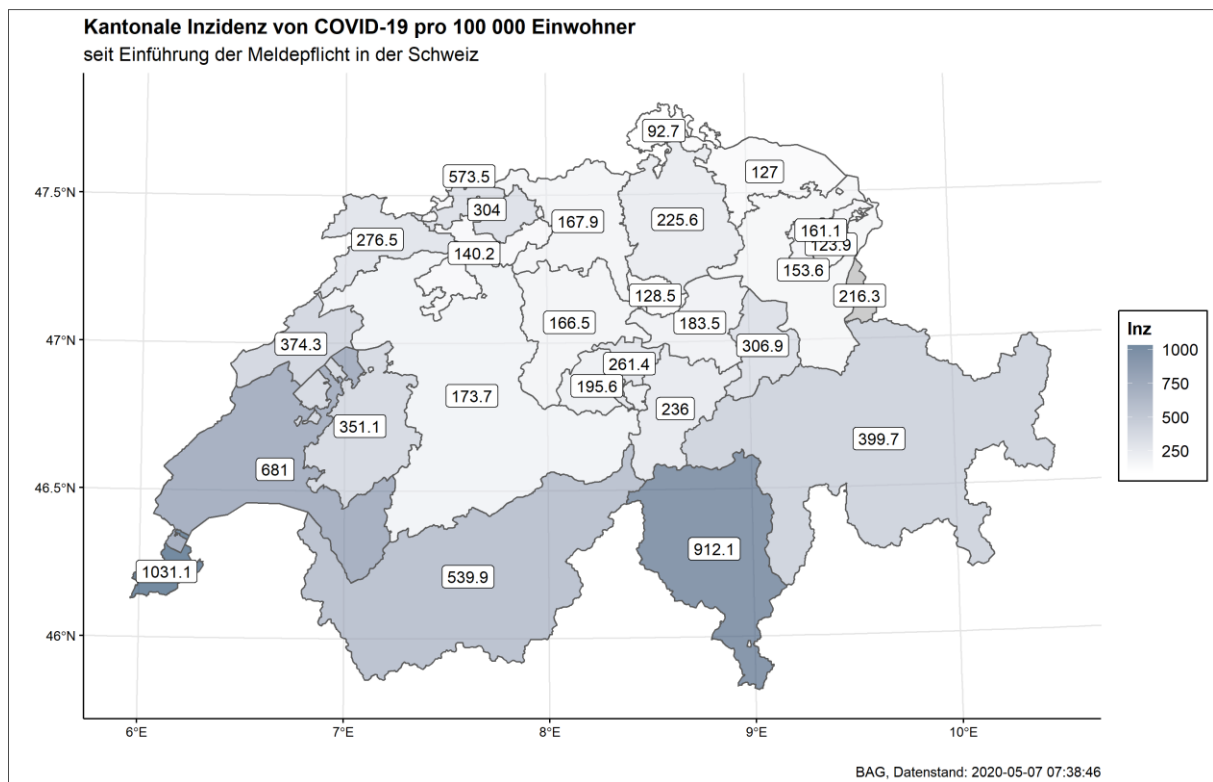 Kantonale Inzidenz von COVID-19 pro 100 000 Einwohner
seit Einführung der Meldepflicht in der Schweiz
92.7
573.5
127
304
167.9
225.6
161.1
276.5
123.9
140.2
153.6
128.5
216.3
166.5
183.5
374.3
306.9
261.4
195.6
173.7
236
351.1
399.7
681
912.1
1031.1
539.9
47.5°N
47°N
46.5°N
46°N
6°E
7°E
8°E
9°E
10°E
Inz
1000
750
500
250
BAG, Datenstand: 2020-05-07 07:38:46